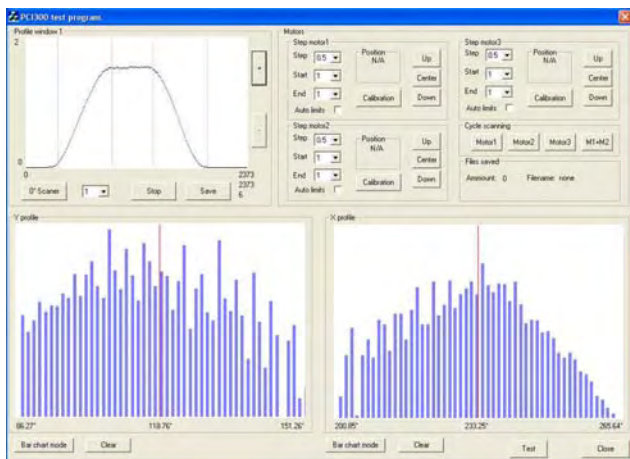 PCI300 test program
Profile window 1
2
0
0 2373
2373
6
0° Scaner 1 Stop Save
Motors
Step motor1
Step 0.5
Start 1
End 1
Auto limits
Position
N/A
Calibration
Up
Center
Down
Step motor2
Step 0.5
Start 1
End 1
Auto limits
Position
N/A
Calibration
Up
Center
Down
Step motor3
Step 0.5
Start 1
End 1
Auto limits
Position
N/A
Calibration
Up
Center
Down
Cycle scanning
Motor1 Motor2 Motor3 M1+M2
Files saved
Ammount: 0 Filename: none
Y profile
86.27° 118.76° 151.26°
Bar chart mode Clear
X profile
200.85° 233.25° 265.64°
Bar chart mode Clear
Test Close